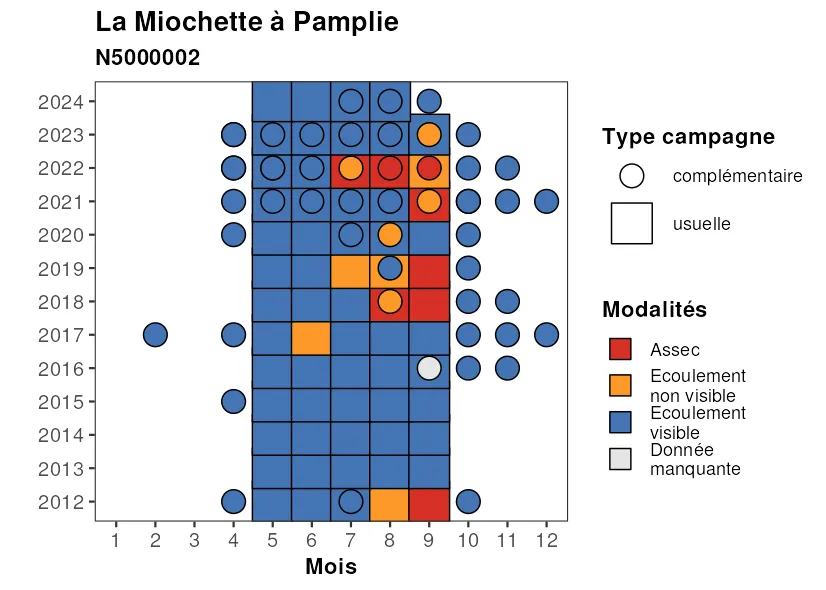 La Miochette à Pamplie
N5000002
2024
2023
2022
2021
2020
2019
2018
2017
2016
2015
2014
2013
2012
1 2 3 4 5 6 7 8 9 10 11 12
Mois
Type campagne
complémentaire
usuelle
Modalités
Assec
Ecoulement
non visible
Ecoulement
visible
Donnée
manquante